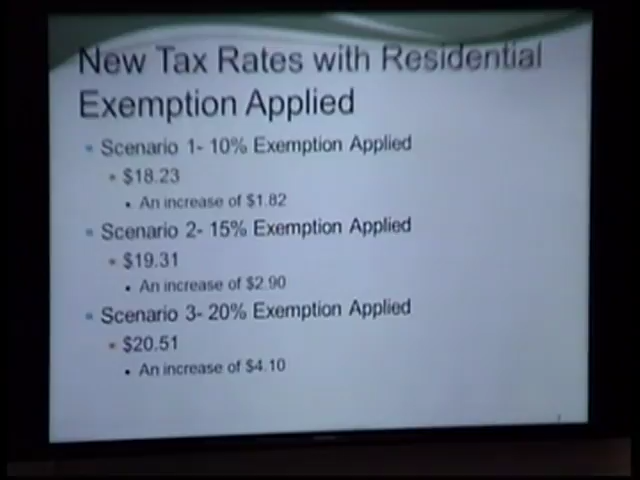 New Tax Rates with Residential
Exemption Applied
Scenario 1- 10% Exemption Applied
$18.23
An increase of $1.82
Scenario 2- 15% Exemption Applied
$19.31
An increase of $2.90
Scenario 3- 20% Exemption Applied
$20.51
An increase of $4.10